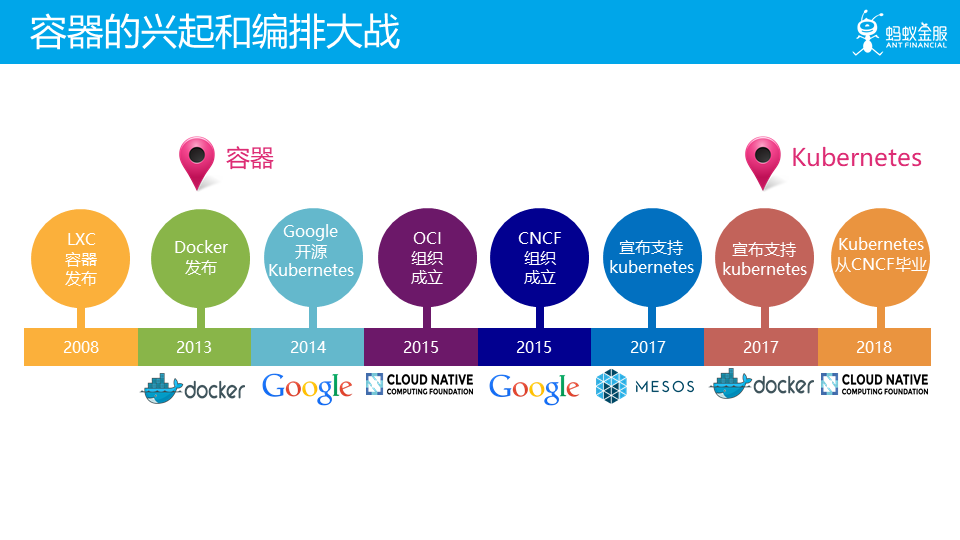 容器的兴起和编排大战
蚂蚁金服
ANT FINANCIAL
容器
Kubernetes
LXC
容器
发布
Docker
发布
Google
开源
Kubernetes
OCI
组织
成立
CNCF
组织
成立
宣布支持
kubernetes
宣布支持
kubernetes
Kubernetes
从CNCF毕业
2008
2013
2014
2015
2015
2017
2017
2018
docker
Google
CLOUD NATIVE
COMPUTING FOUNDATION
Google
MESOS
docker
CLOUD NATIVE
COMPUTING FOUNDATION